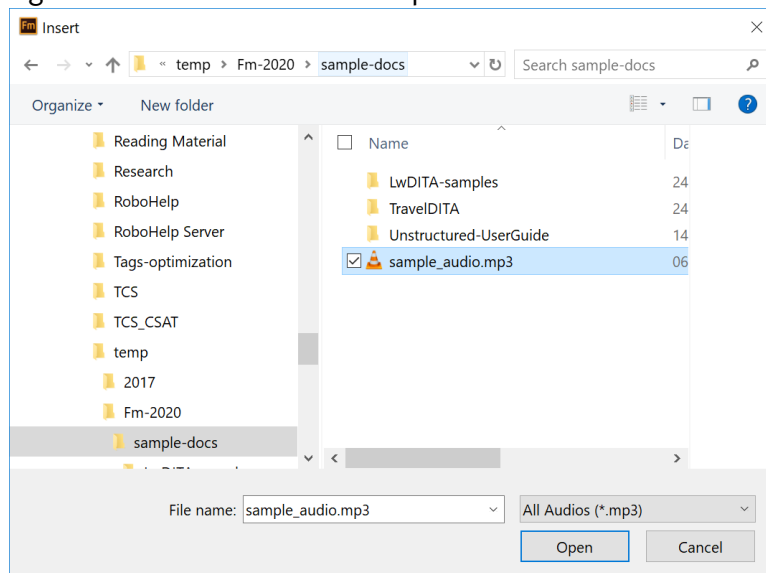 Fm Insert
« temp > Fm-2020 > sample-docs Search sample-docs
Organize New folder ?
Reading Material
Research
RoboHelp
RoboHelp Server
Tags-optimization
TCS
TCS_CSAT
temp
2017
Fm-2020
sample-docs
Name Da
LwDITA-samples 24
TravelDITA 24
Unstructured-UserGuide 14
sample_audio.mp3 06
File name: sample_audio.mp3 All Audios (*.mp3)
Open Cancel